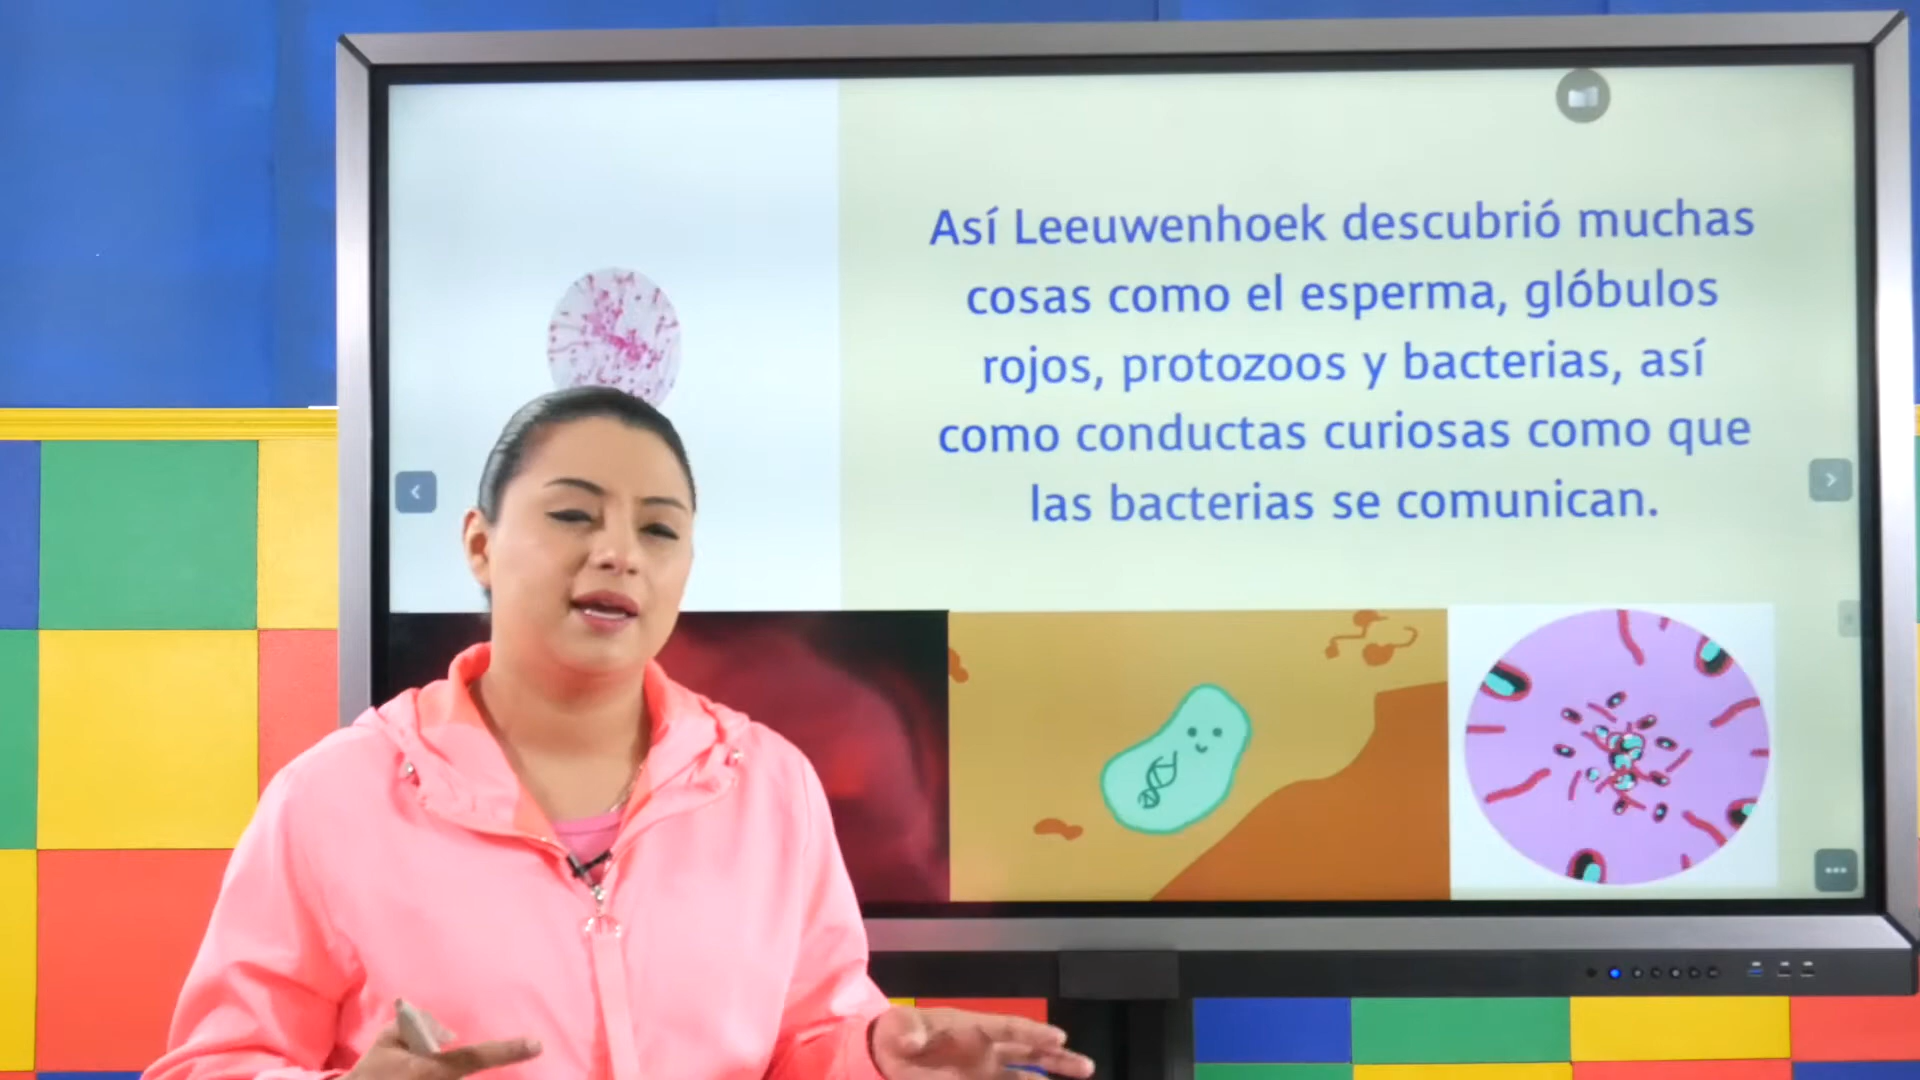 Así Leeuwenhoek descubrió muchas
cosas como el esperma, glóbulos
rojos, protozoos y bacterias, así
como conductas curiosas como que
las bacterias se comunican.